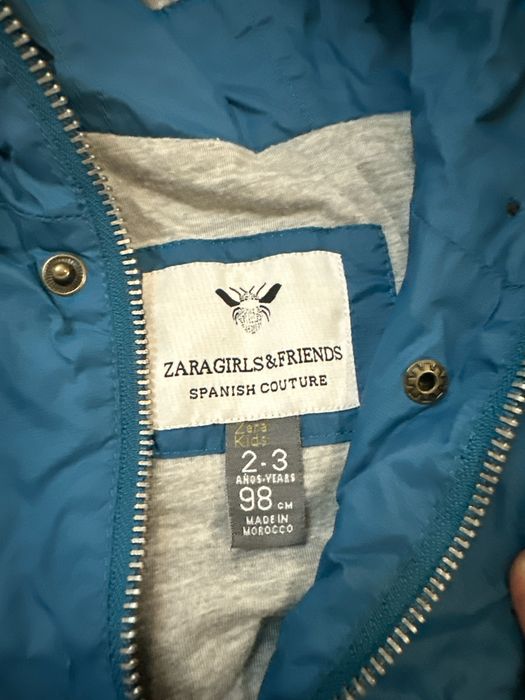 ZARAGIRLS&FRIENDS
SPANISH COUTURE
Zara
Kids
2-3
AÑOS-YEARS
98 CM
MADE IN
MOROCCO